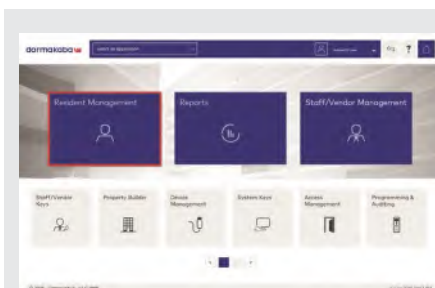 dormakaba
Resident Management
Reports
Staff/Vendor Management
Staff/Vendor
Keys
Property Builder
Device
Management
System Keys
Access
Management
Programming &
Auditing
?